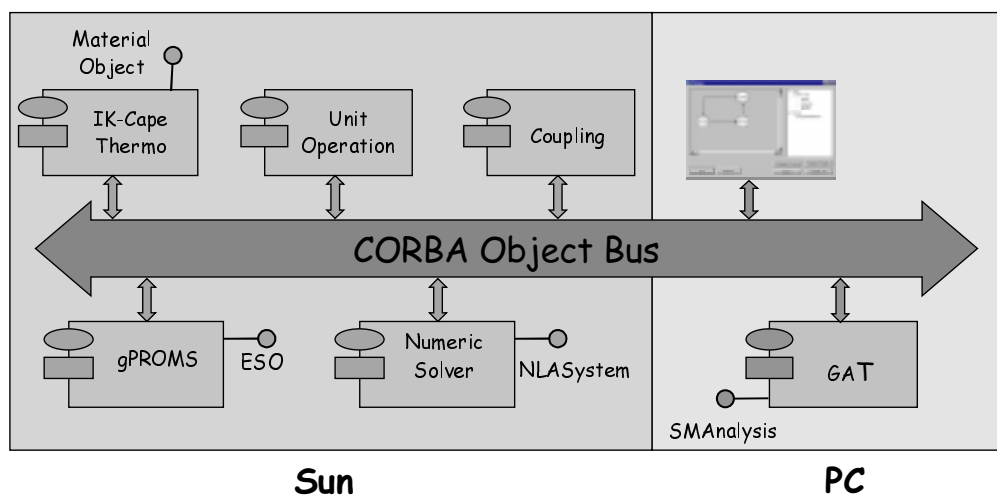 Material
Object
IK-Cape
Thermo
Unit
Operation
Coupling
CORBA Object Bus
gPROMS
ESO
Numeric
Solver
NLASystem
GAT
SMAnalysis
Sun
PC